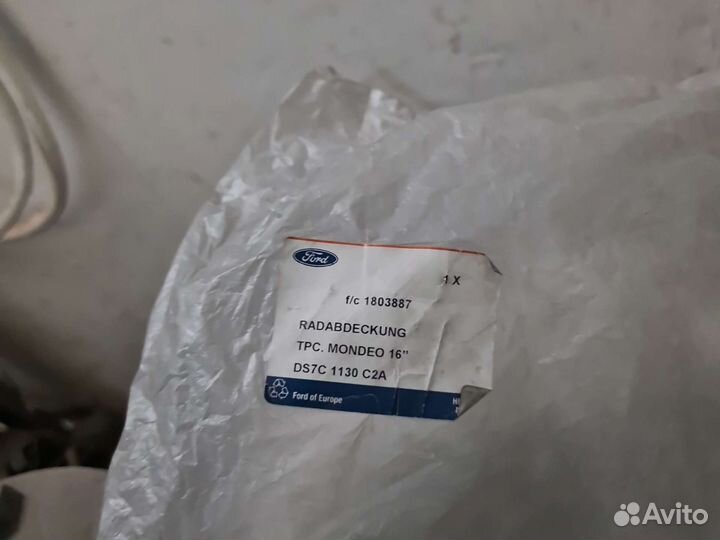 Ford
1 X
f/c 1803887
RADABDECKUNG
TPC. MONDEO 16"
DS7C 1130 C2A
Ford of Europe
Avito